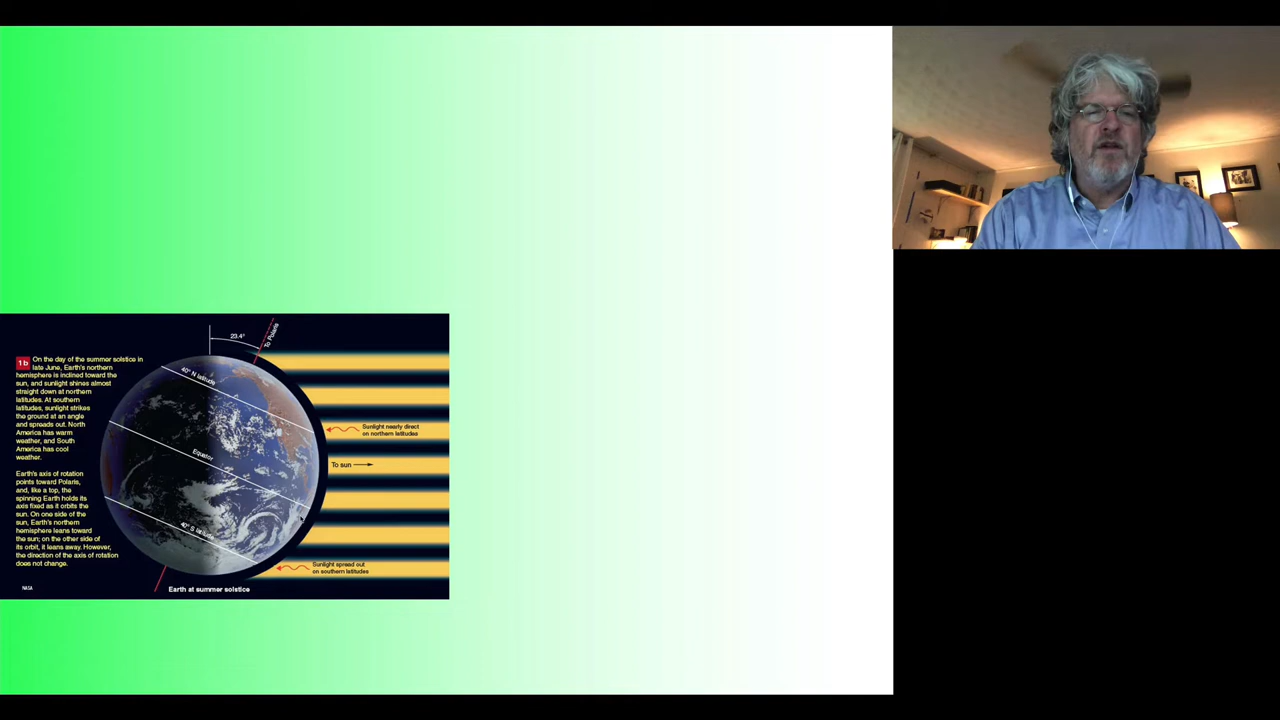 23.4°
To Polaris
1b On the day of the summer solstice in
late June, Earth's northern
hemisphere is inclined toward the
sun, and sunlight shines almost
straight down at northern
latitudes. At southern
latitudes, sunlight strikes
the ground at an angle
and spreads out. North
America has warm
weather, and South
America has cool
weather.
Earth's axis of rotation
points toward Polaris,
and, like a top, the
spinning Earth holds its
axis fixed as it orbits the
sun. On one side of the
sun, Earth's northern
hemisphere leans toward
the sun; on the other side of
its orbit, it leans away. However,
the direction of the axis of rotation
does not change.
40° N latitude
Equator
40° S latitude
Sunlight nearly direct
on northern latitudes
To sun
Sunlight spread out
on southern latitudes
NASA
Earth at summer solstice